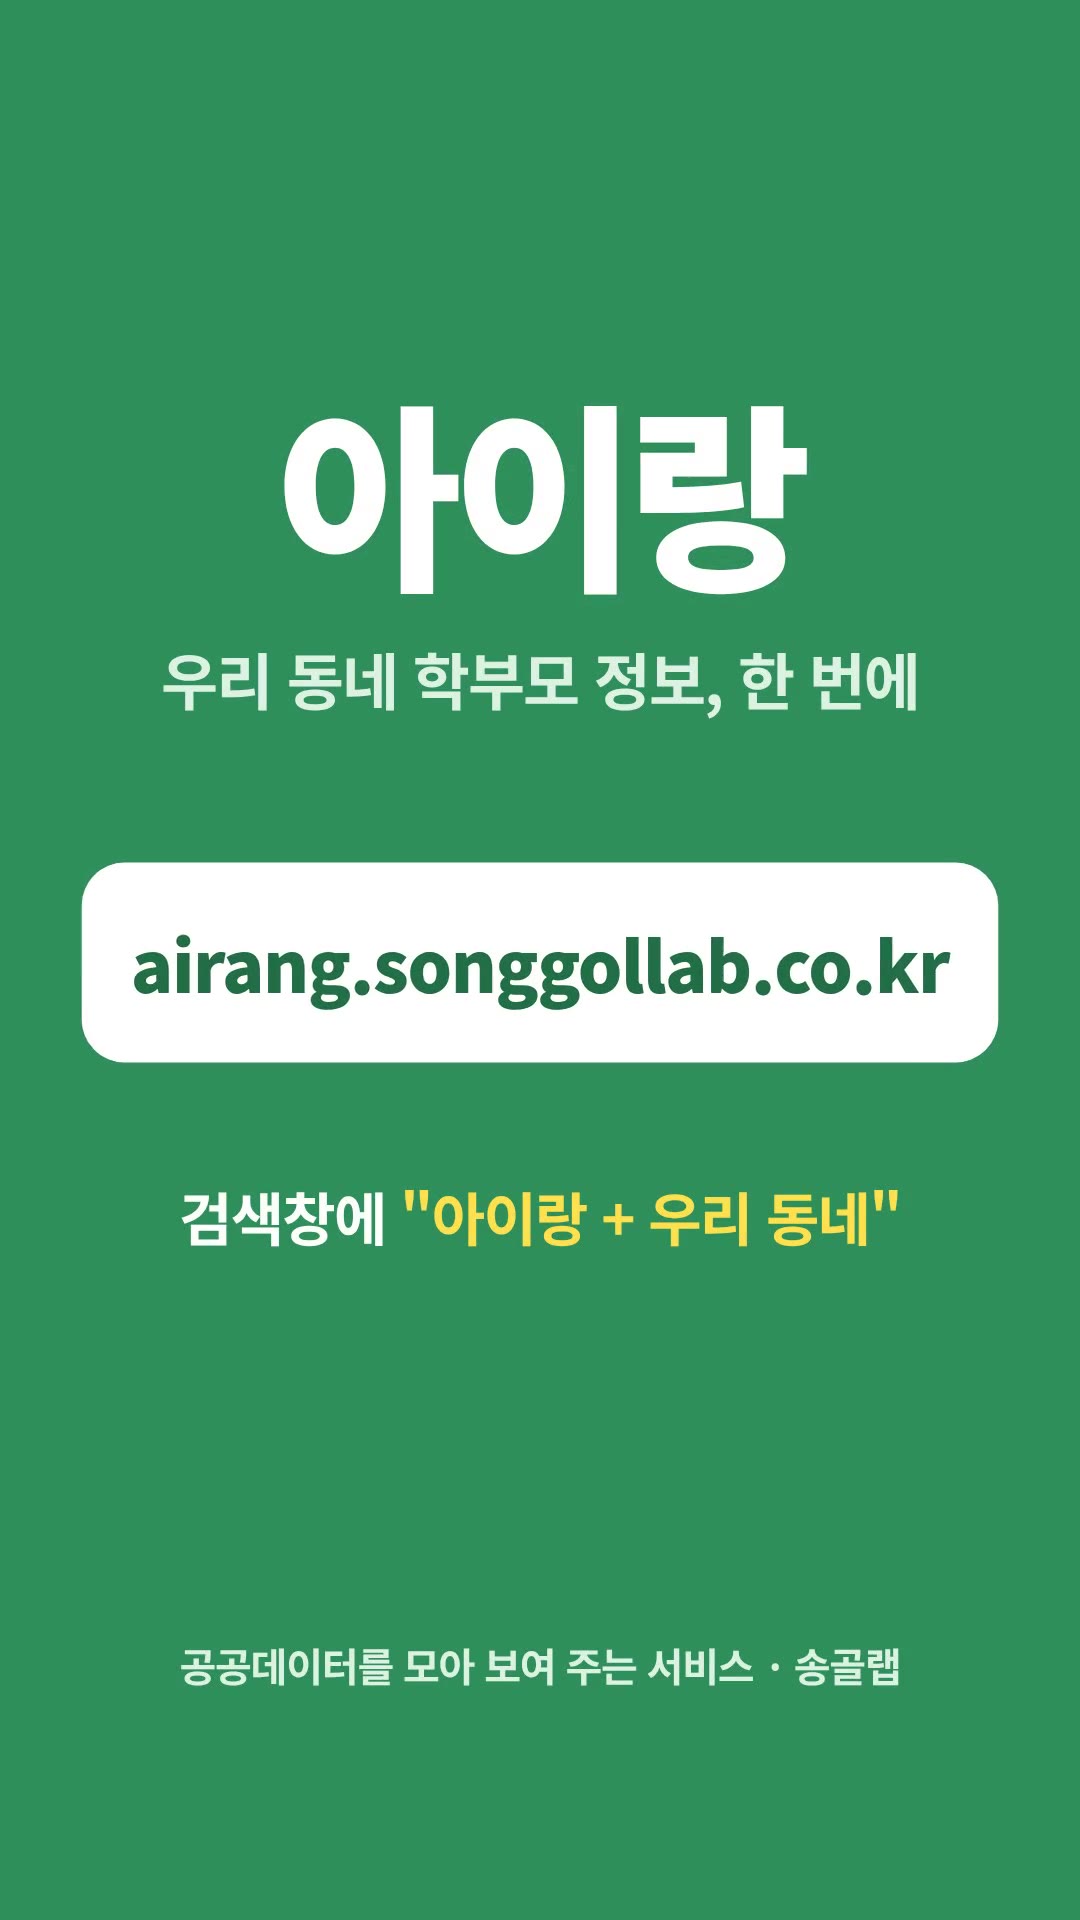 아이랑
우리 동네 학부모 정보, 한 번에
airang.songgollab.co.kr
검색창에 "아이랑 + 우리 동네"
공공데이터를 모아 보여 주는 서비스 · 송골랩